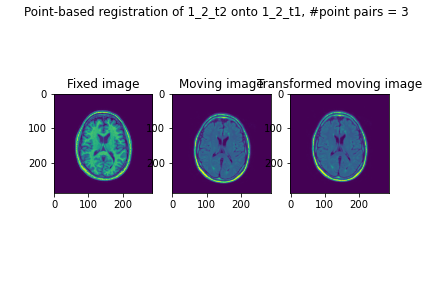 Point-based registration of 1_2_t2 onto 1_2_t1, #point pairs = 3
Fixed image
Moving image
Transformed moving image
0
100
200
0
100
200
0
100
200
0 100 200
0 100 200
0 100 200